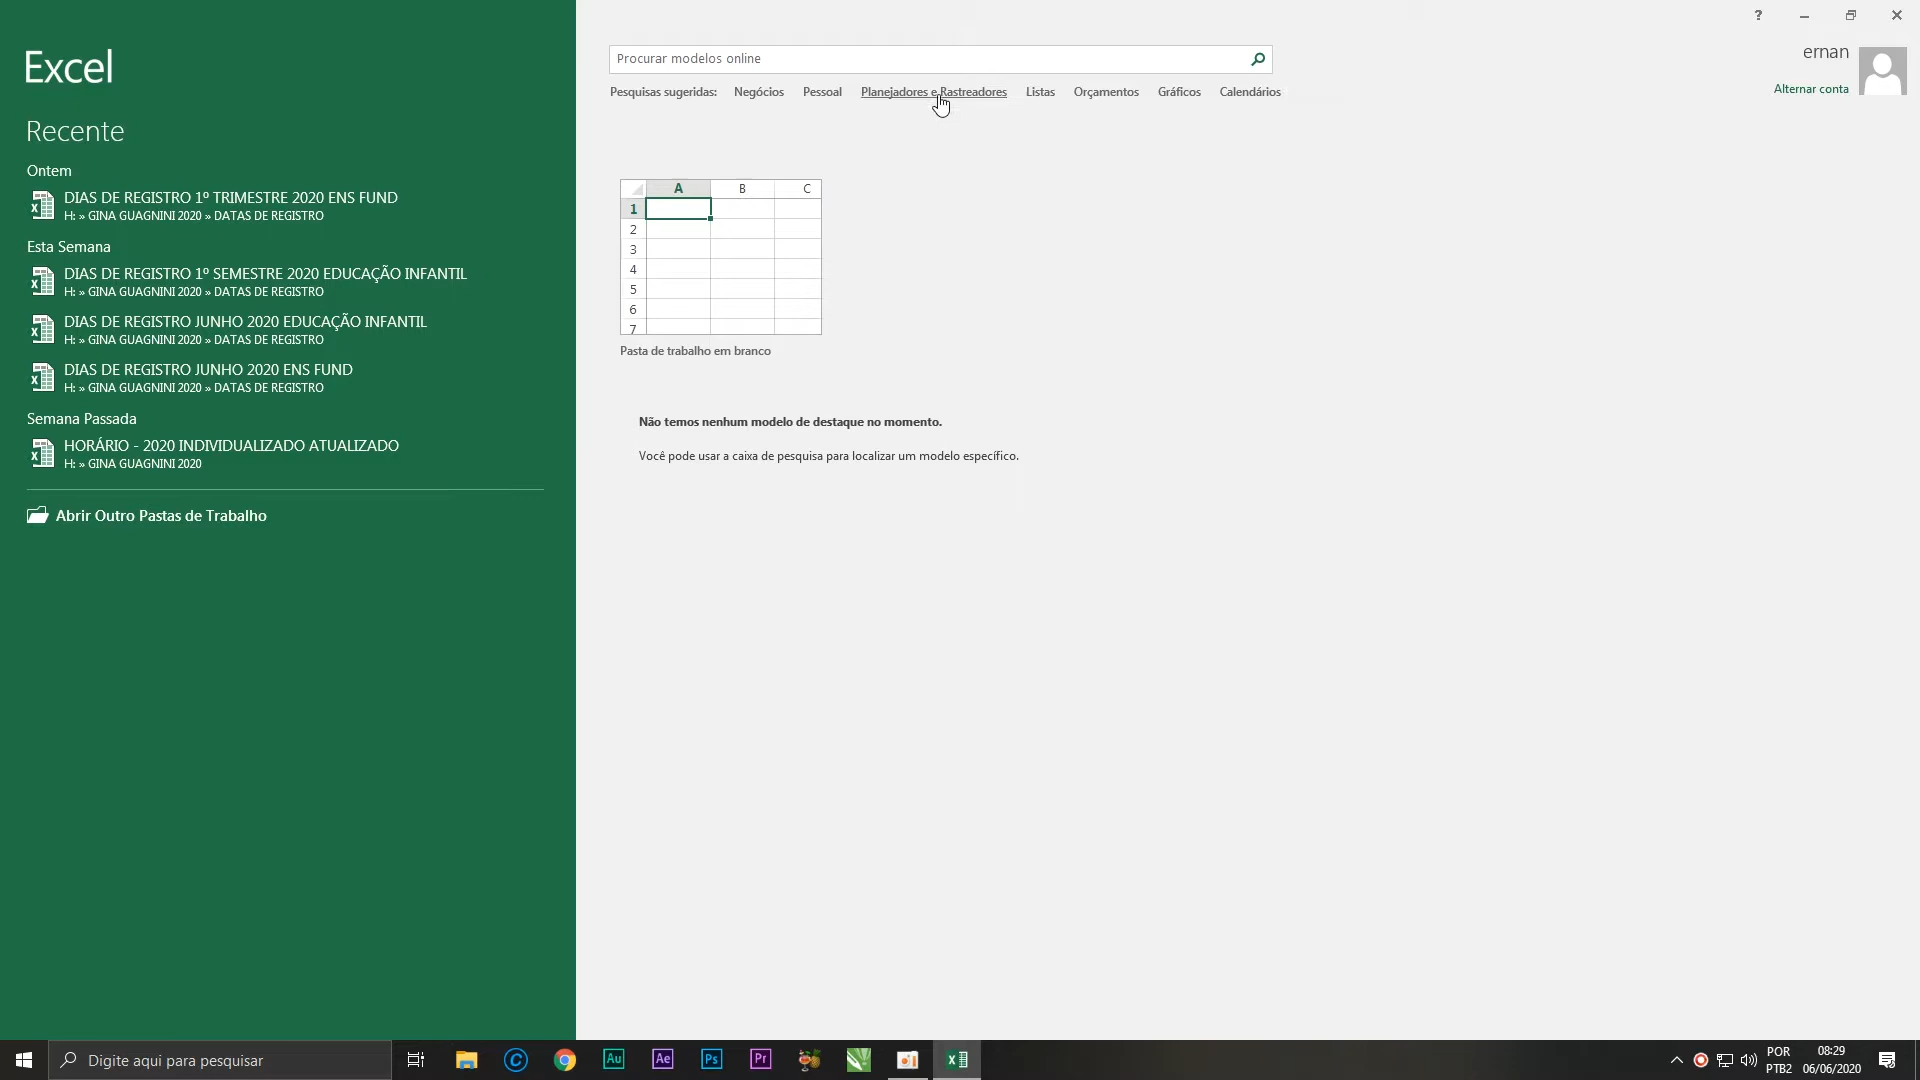 Excel
Recente
Ontem
DIAS DE REGISTRO 1º TRIMESTRE 2020 ENS FUND
H: » GINA GUAGNINI 2020 » DATAS DE REGISTRO
Esta Semana
DIAS DE REGISTRO 1º SEMESTRE 2020 EDUCAÇÃO INFANTIL
H: » GINA GUAGNINI 2020 » DATAS DE REGISTRO
DIAS DE REGISTRO JUNHO 2020 EDUCAÇÃO INFANTIL
H: » GINA GUAGNINI 2020 » DATAS DE REGISTRO
DIAS DE REGISTRO JUNHO 2020 ENS FUND
H: » GINA GUAGNINI 2020 » DATAS DE REGISTRO
Semana Passada
HORÁRIO - 2020 INDIVIDUALIZADO ATUALIZADO
H: » GINA GUAGNINI 2020
Abrir Outro Pastas de Trabalho
?
ernan
Alternar conta
Procurar modelos online
Pesquisas sugeridas: Negócios Pessoal Planejadores e Rastreadores Listas Orçamentos Gráficos Calendários
A B C
1
2
3
4
5
6
7
Pasta de trabalho em branco
Não temos nenhum modelo de destaque no momento.
Você pode usar a caixa de pesquisa para localizar um modelo específico.
Digite aqui para pesquisar
Au Ae Ps Pr
POR 08:29
PTB2 06/06/2020